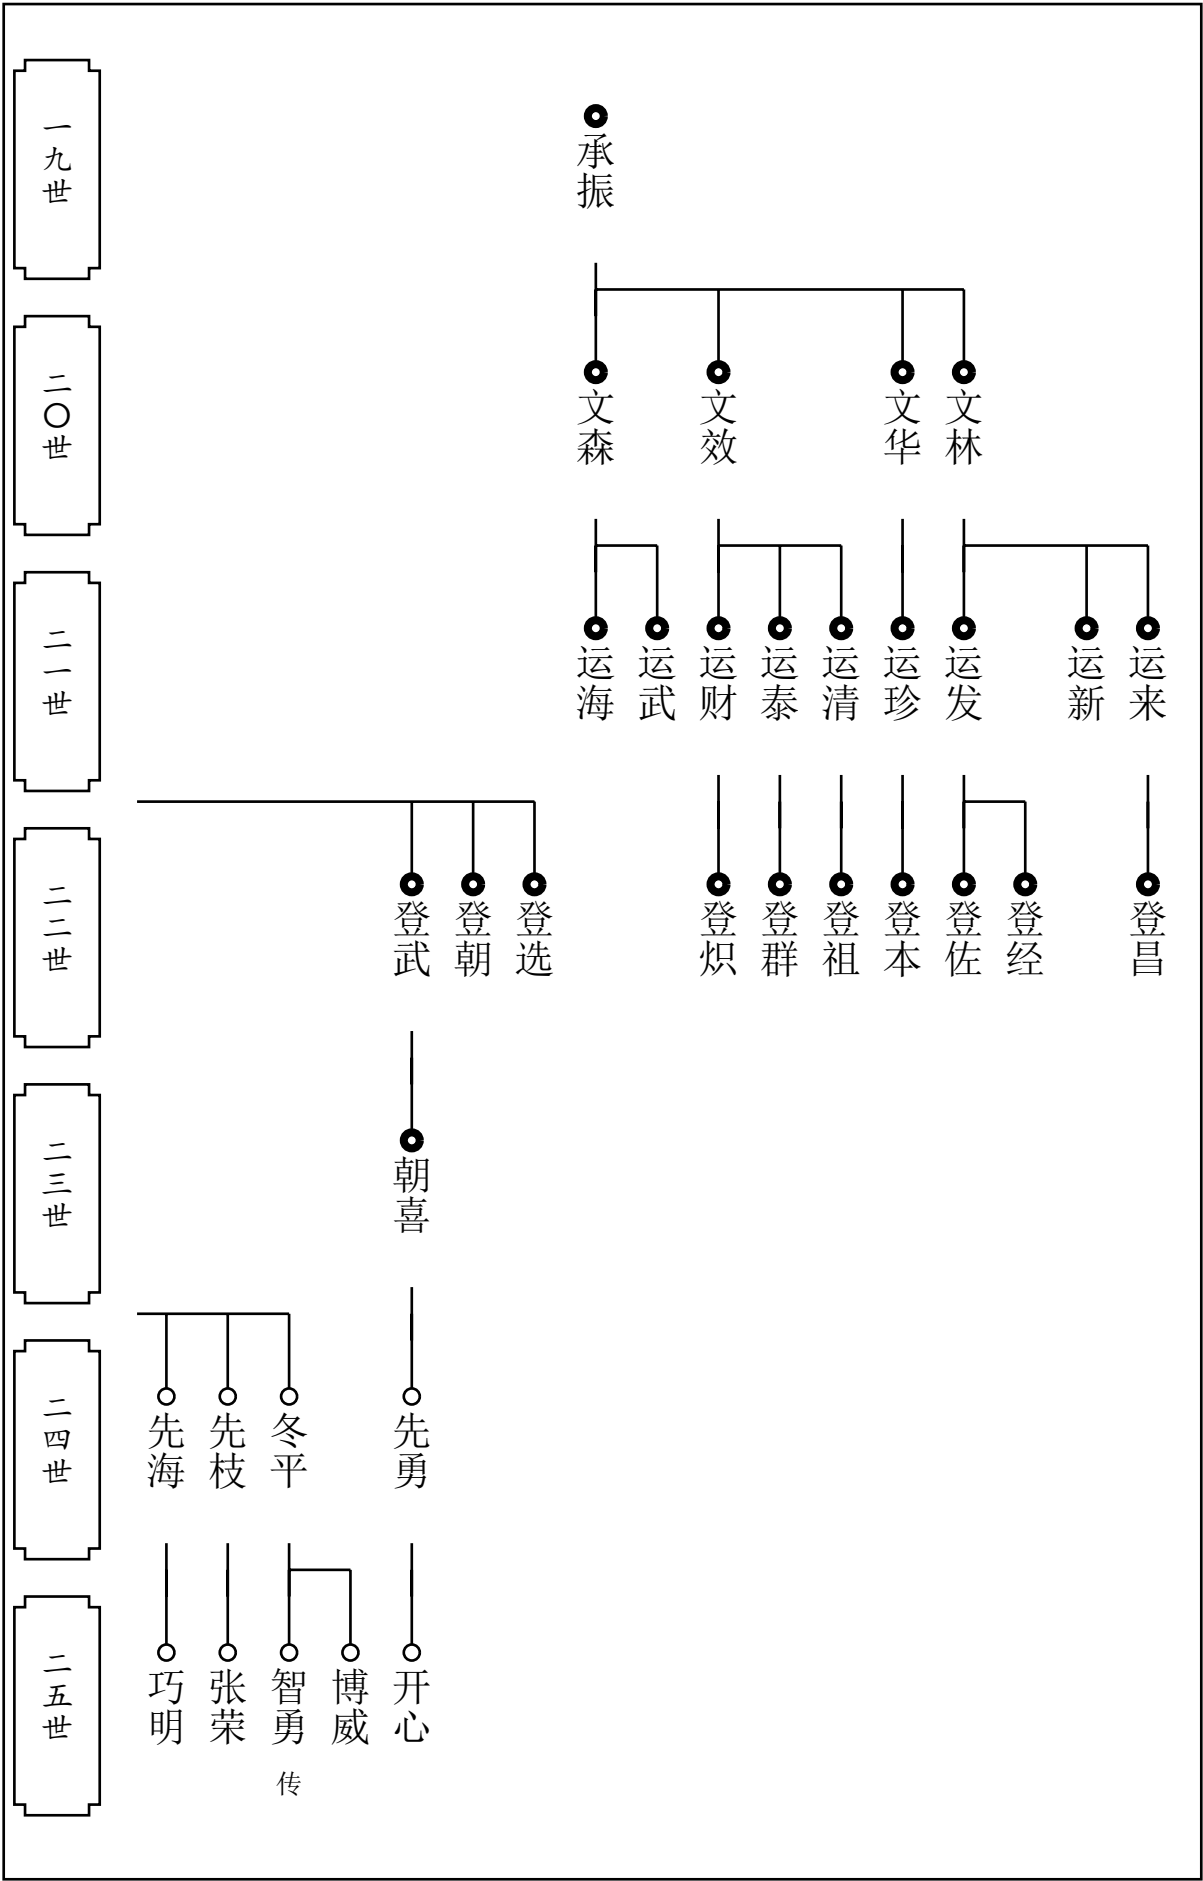 一九世
承振
二〇世
文森
文效
文华
文林
二一世
运海
运武
运财
运泰
运清
运珍
运发
运新
运来
二二世
登武
登朝
登选
登炽
登群
登祖
登本
登佐
登经
登昌
二三世
朝喜
二四世
先海
先枝
冬平
先勇
二五世
巧明
张荣
智勇
传
博威
开心